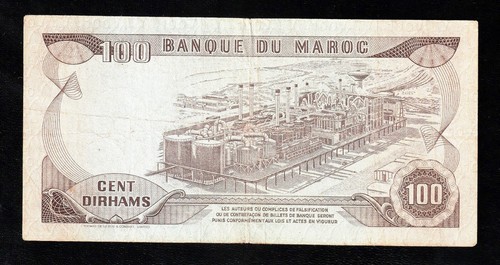 100 BANQUE DU MAROC
CENT
DIRHAMS
100
LES AUTEURS OU COMPLICES DE FALSIFICATION
OU DE CONTREFAÇON DE BILLETS DE BANQUE SERONT
PUNIS CONFORMÉMENT AUX LOIS ET ACTES EN VIGUEUR